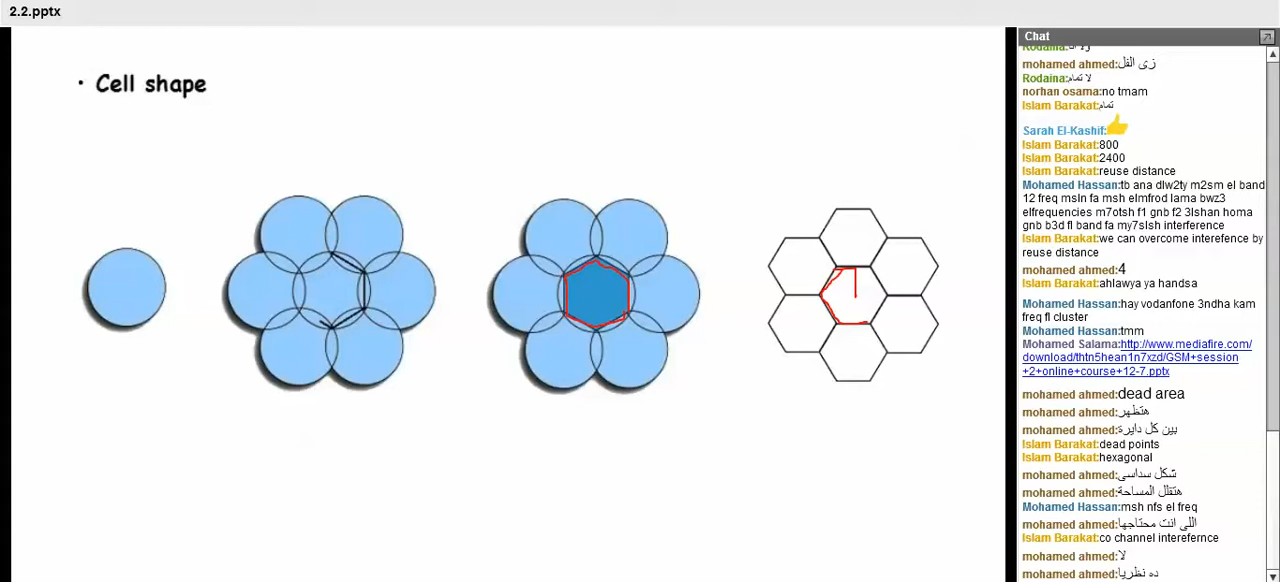 2.2.pptx
• Cell shape
Chat
Rodaina:ولا انا
mohamed ahmed:زى الفل
Rodaina:لا تمام
norhan osama:no tmam
Islam Barakat:تمام
Sarah El-Kashif:
Islam Barakat:800
Islam Barakat:2400
Islam Barakat:reuse distance
Mohamed Hassan:tb ana dlw2ty m2sm el band
12 freq msln fa msh elmfrod lama bwz3
elfrequencies m7otsh f1 gnb f2 3lshan homa
gnb b3d fl band fa my7slsh interference
Islam Barakat:we can overcome interefence by
reuse distance
mohamed ahmed:4
Islam Barakat:ahlawya ya handsa
Mohamed Hassan:hay vodanfone 3ndha kam
freq fl cluster
Mohamed Hassan:tmm
Mohamed Salama:http://www.mediafire.com/
download/thtn5hean1n7xzd/GSM+session
+2+online+course+12-7.pptx
mohamed ahmed:dead area
mohamed ahmed:هتظهر
mohamed ahmed:بين كل دايرة
Islam Barakat:dead points
Islam Barakat:hexagonal
mohamed ahmed:شكل سداسى
mohamed ahmed:هتقلل المساحة
Mohamed Hassan:msh nfs el freq
mohamed ahmed:اللى انت محتاجها
Islam Barakat:co channel interefernce
mohamed ahmed:لا
mohamed ahmed:ده نظريا